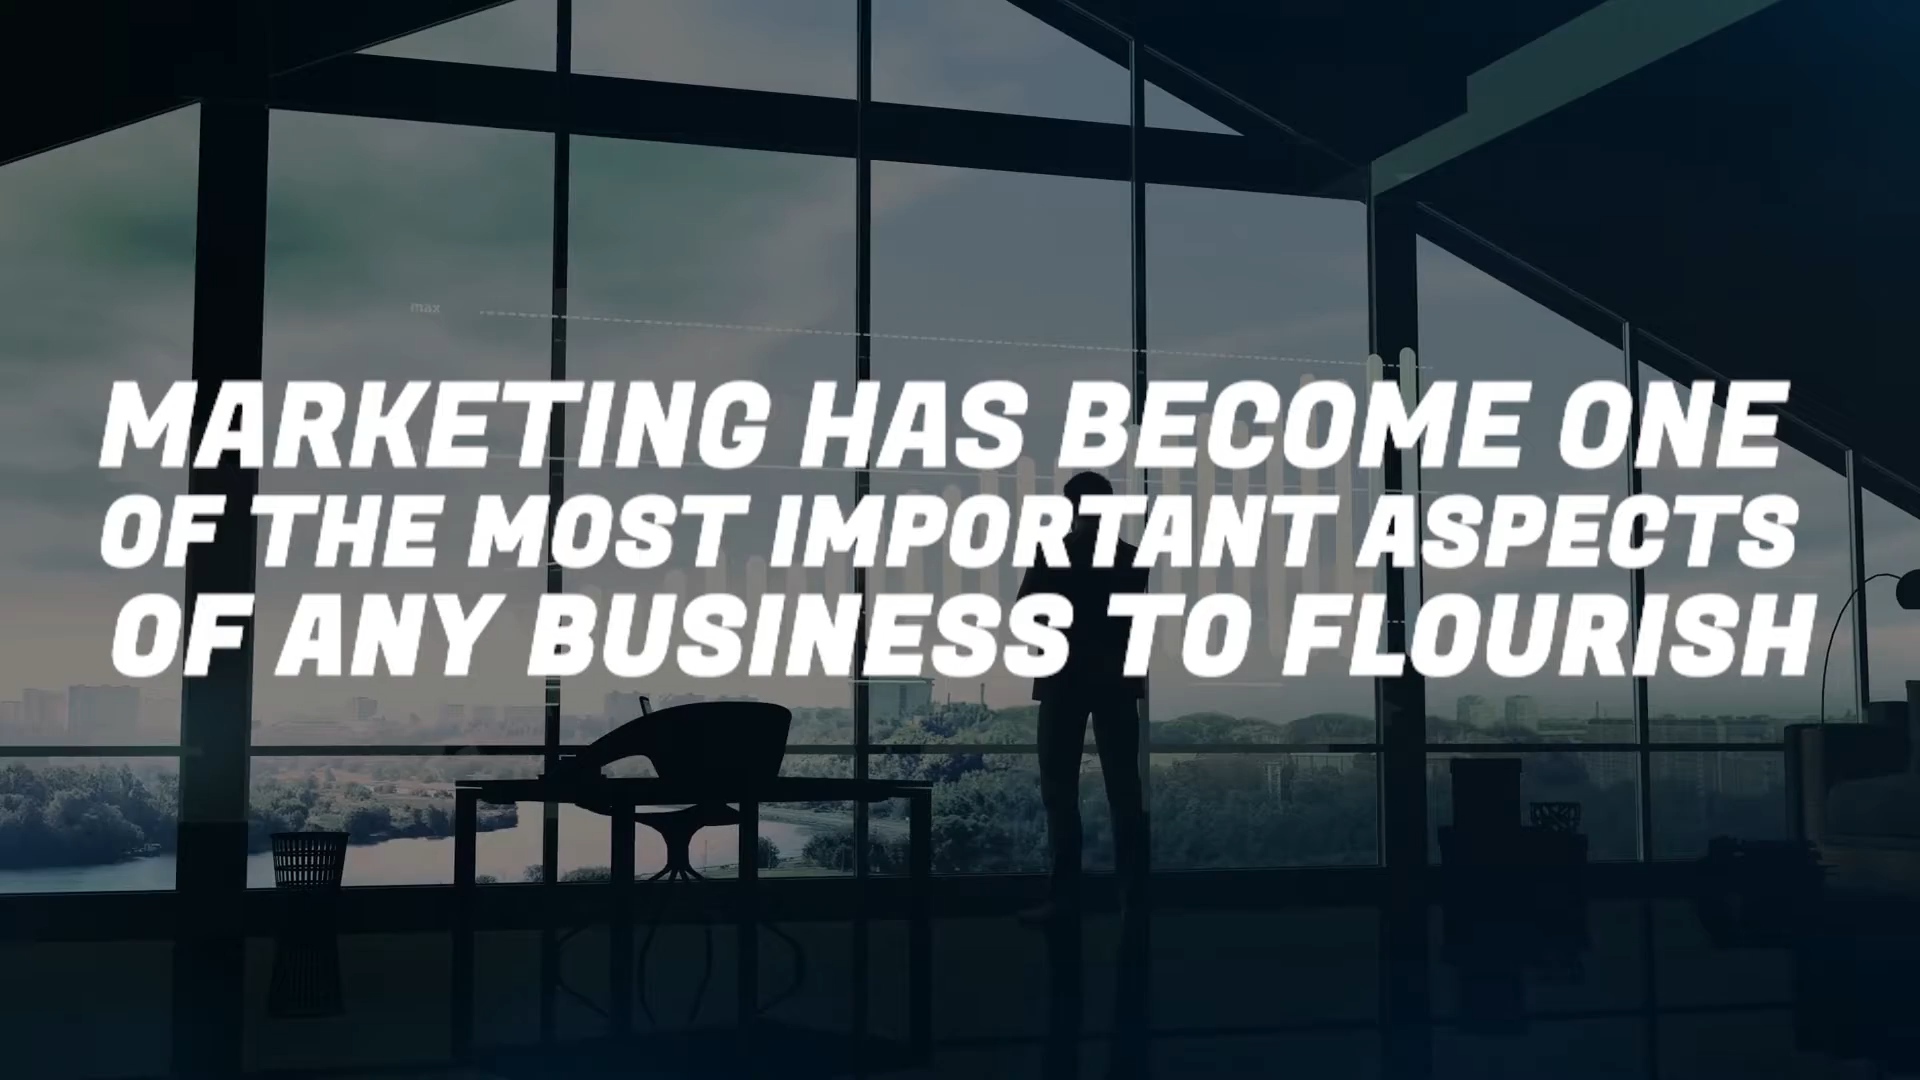 max
MARKETING HAS BECOME ONE
OF THE MOST IMPORTANT ASPECTS
OF ANY BUSINESS TO FLOURISH